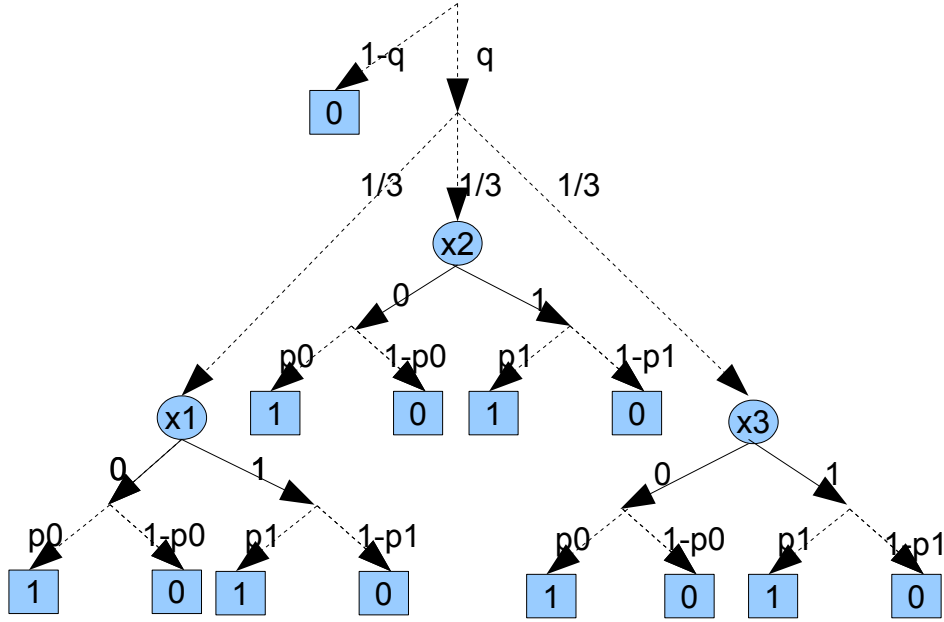 1-q q
0
1/3 1/3 1/3
x2
0 1
p0 1-p0 p1 1-p1
1 0 1 0
x1 x3
0 1 0 1
p0 1-p0 p1 1-p1 p0 1-p0 p1 1-p1
1 0 1 0 1 0 1 0